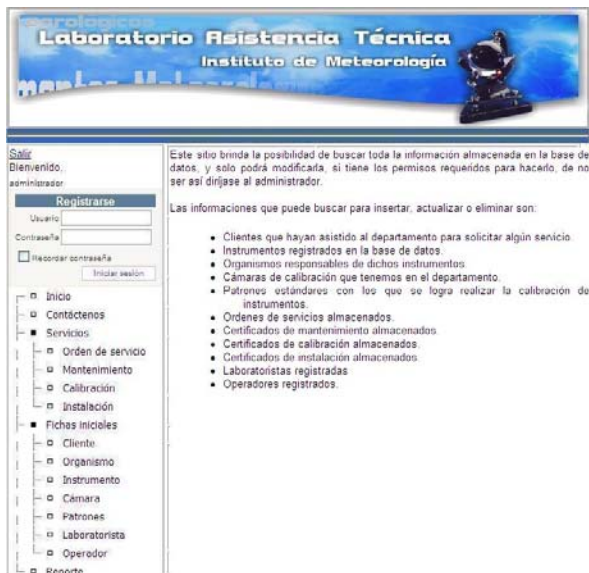 Laboratorio Asistencia Técnica
Instituto de Meteorología
Salir
Bienvenido,
administrador
Registrarse
Usuario
Contraseña
Recordar contraseña
Iniciar sesión
Inicio
Contáctenos
Servicios
Orden de servicio
Mantenimiento
Calibración
Instalación
Fichas iniciales
Cliente
Organismo
Instrumento
Cámara
Patrones
Laboratorista
Operador
Reporte
Este sitio brinda la posibilidad de buscar toda la información almacenada en la base de
datos, y solo podrá modificarla, si tiene los permisos requeridos para hacerlo, de no
ser así diríjase al administrador.
Las informaciones que puede buscar para insertar, actualizar o eliminar son:
Clientes que hayan asistido al departamento para solicitar algún servicio.
Instrumentos registrados en la base de datos.
Organismos responsables de dichos instrumentos.
Cámaras de calibración que tenemos en el departamento.
Patrones estándares con los que se logra realizar la calibración de
instrumentos.
Ordenes de servicios almacenados.
Certificados de mantenimiento almacenados.
Certificados de calibración almacenados.
Certificados de instalación almacenados.
Laboratoristas registradas
Operadores registrados.